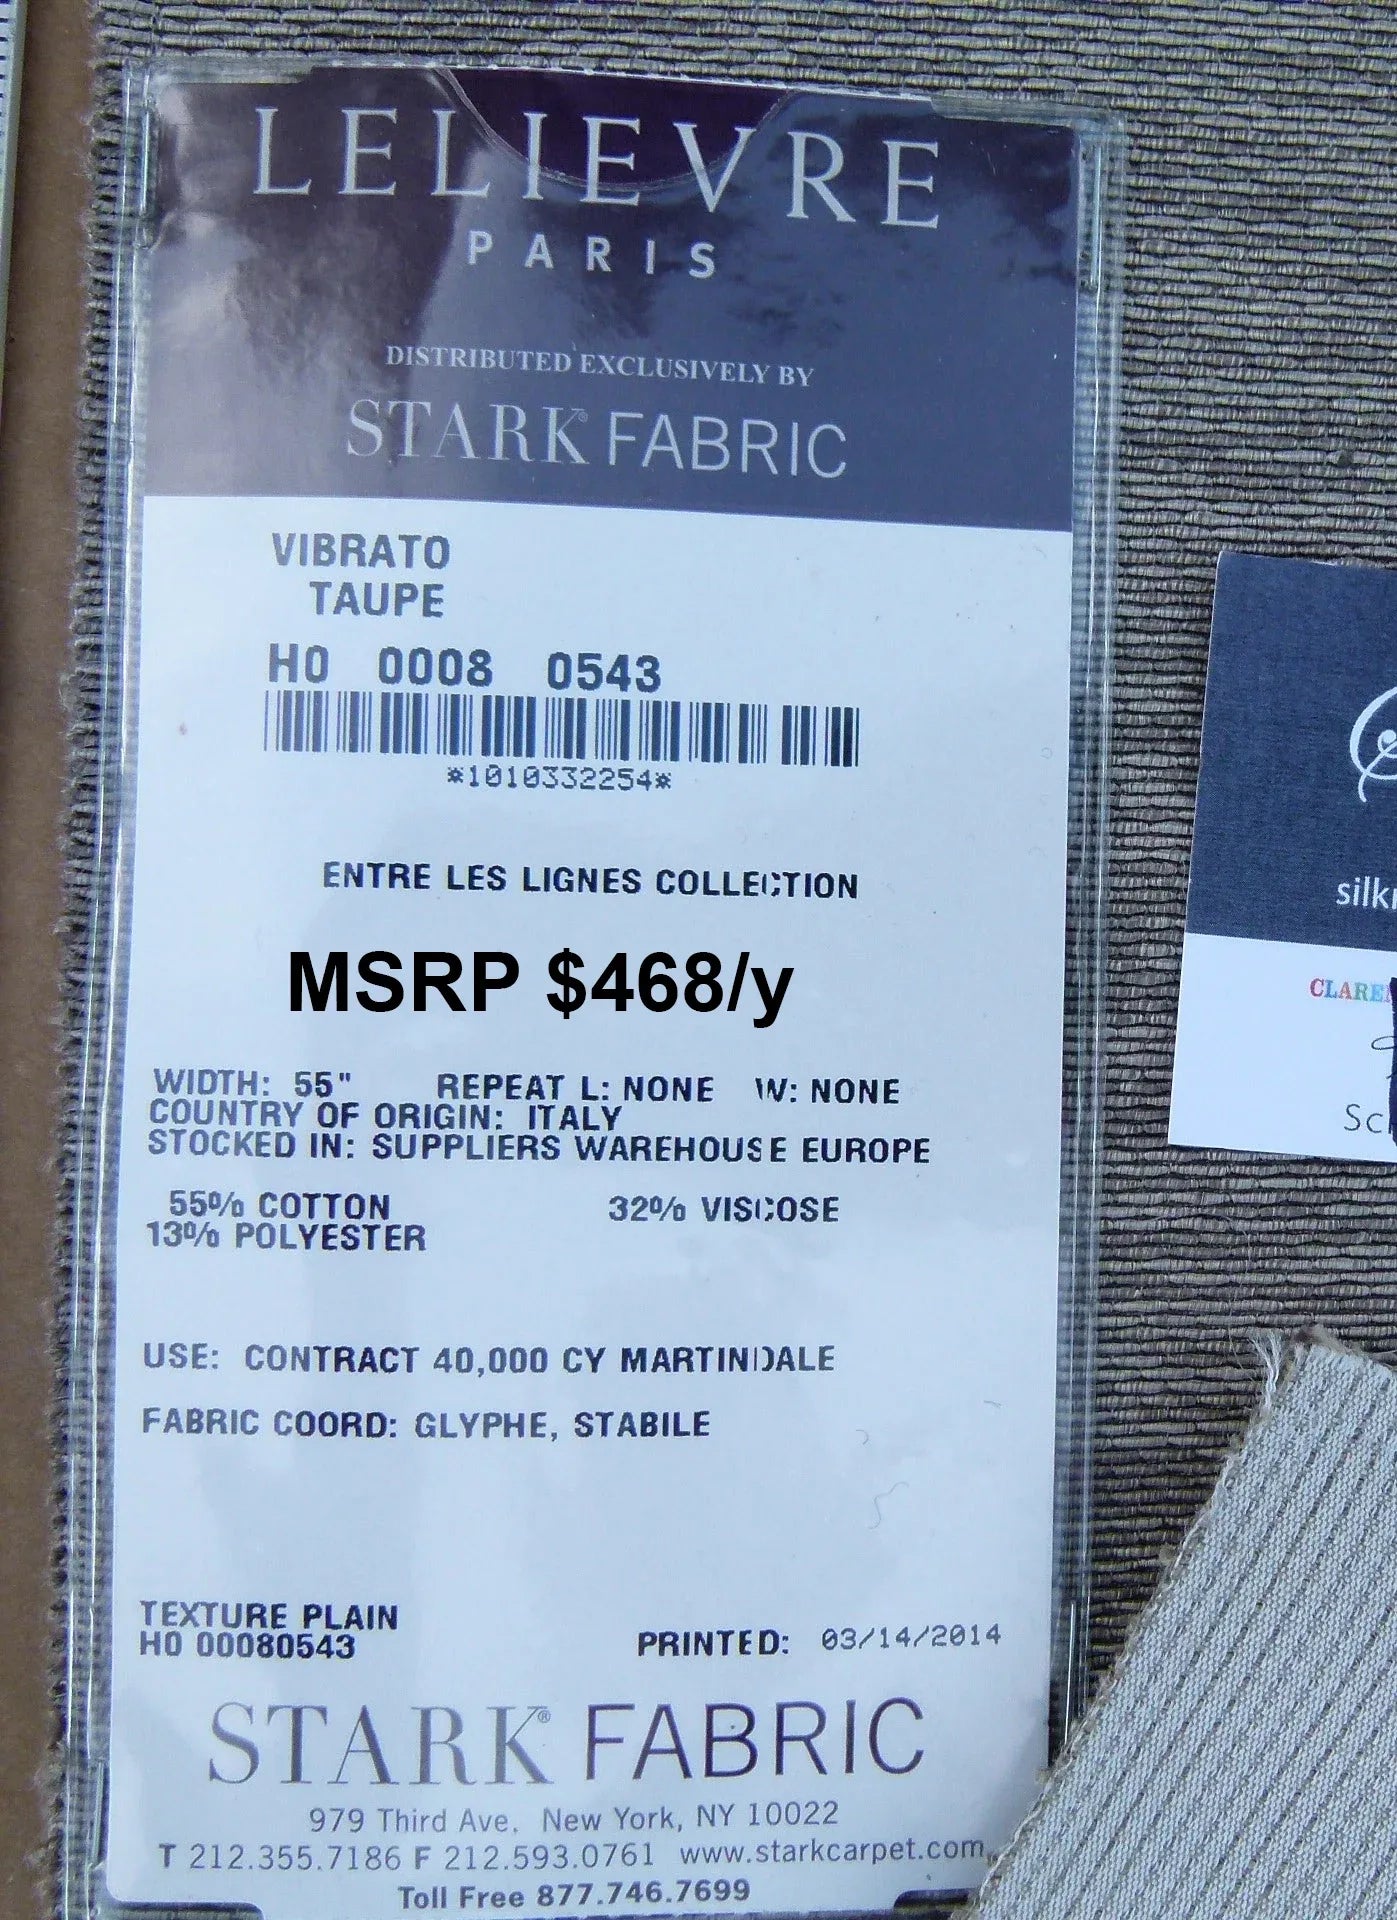 LELIEVRE
PARIS
DISTRIBUTED EXCLUSIVELY BY
STARK® FABRIC
VIBRATO
TAUPE
H0 0008 0543
*1010332254*
ENTRE LES LIGNES COLLECTION
MSRP $468/y
WIDTH: 55" REPEAT L: NONE W: NONE
COUNTRY OF ORIGIN: ITALY
STOCKED IN: SUPPLIERS WAREHOUSE EUROPE
55% COTTON 32% VISCOSE
13% POLYESTER
USE: CONTRACT 40,000 CY MARTINDALE
FABRIC COORD: GLYPHE, STABILE
TEXTURE PLAIN
H0 00080543
PRINTED: 03/14/2014
STARK® FABRIC
979 Third Ave. New York, NY 10022
T 212.355.7186 F 212.593.0761 www.starkcarpet.com
Toll Free 877.746.7699